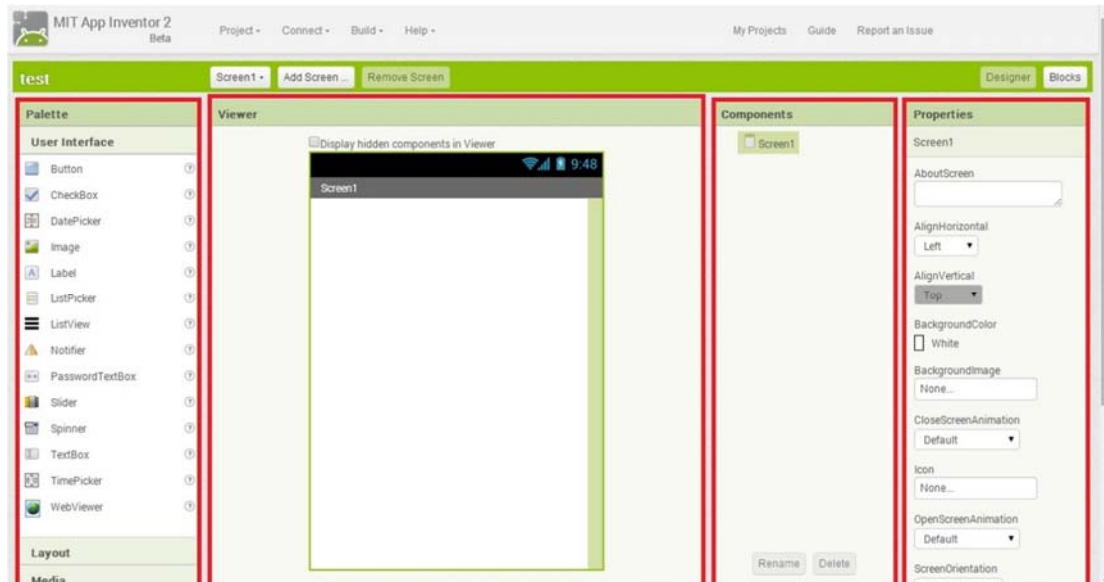 MIT App Inventor 2
Beta
Project
Connect
Build
Help
My Projects
Guide
Report an Issue
test
Screen1
Add Screen ...
Remove Screen
Designer
Blocks
Palette
User Interface
Button
CheckBox
DatePicker
Image
Label
ListPicker
ListView
Notifier
PasswordTextBox
Slider
Spinner
TextBox
TimePicker
WebViewer
Layout
Media
Viewer
Display hidden components in Viewer
9:48
Screen1
Components
Screen1
Rename
Delete
Properties
Screen1
AboutScreen
AlignHorizontal
Left
AlignVertical
Top
BackgroundColor
White
BackgroundImage
None...
CloseScreenAnimation
Default
Icon
None...
OpenScreenAnimation
Default
ScreenOrientation